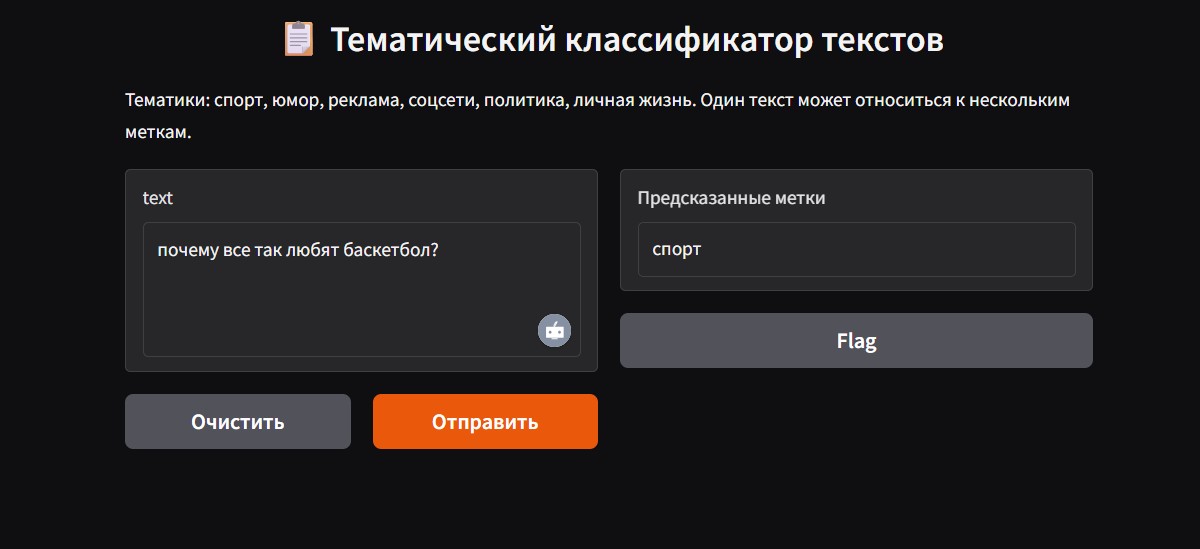 Тематический классификатор текстов
Тематики: спорт, юмор, реклама, соцсети, политика, личная жизнь. Один текст может относиться к нескольким
меткам.
text
почему все так любят баскетбол?
Очистить
Отправить
Предсказанные метки
спорт
Flag